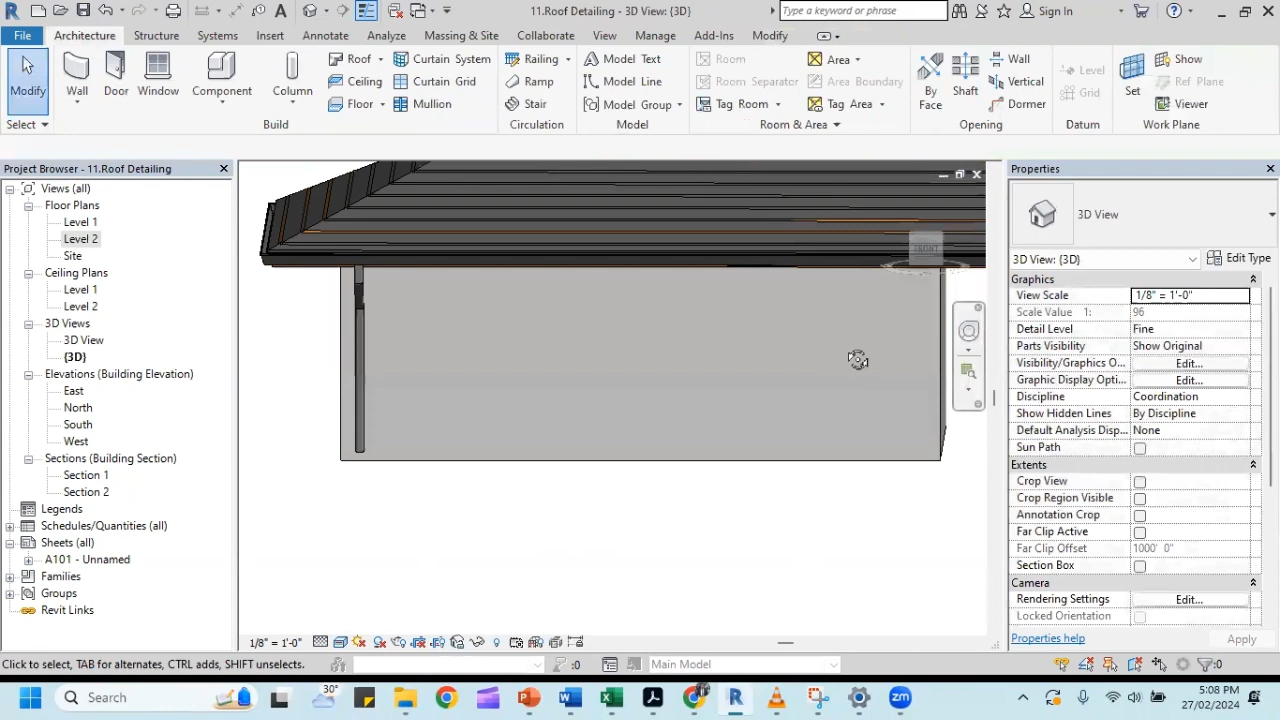 11.Roof Detailing - 3D View: {3D}
Type a keyword or phrase
Sign In
File Architecture Structure Systems Insert Annotate Analyze Massing & Site Collaborate View Manage Add-Ins Modify
Modify
Wall
Door
Window
Component
Column
Roof
Ceiling
Floor
Curtain System
Curtain Grid
Mullion
Railing
Ramp
Stair
Model Text
Model Line
Model Group
Room
Room Separator
Tag Room
Area
Area Boundary
Tag Area
By Face
Shaft
Wall
Vertical
Dormer
Level
Grid
Set
Show
Ref Plane
Viewer
Select Build Circulation Model Room & Area Opening Datum Work Plane
Project Browser - 11.Roof Detailing
Views (all)
Floor Plans
Level 1
Level 2
Site
Ceiling Plans
Level 1
Level 2
3D Views
3D View
{3D}
Elevations (Building Elevation)
East
North
South
West
Sections (Building Section)
Section 1
Section 2
Legends
Schedules/Quantities (all)
Sheets (all)
A101 - Unnamed
Families
Groups
Revit Links
FRONT
Properties
3D View
3D View: {3D} Edit Type
Graphics
View Scale 1/8" = 1'-0"
Scale Value 1: 96
Detail Level Fine
Parts Visibility Show Original
Visibility/Graphics O... Edit...
Graphic Display Opti... Edit...
Discipline Coordination
Show Hidden Lines By Discipline
Default Analysis Disp... None
Sun Path
Extents
Crop View
Crop Region Visible
Annotation Crop
Far Clip Active
Far Clip Offset 1000' 0"
Section Box
Camera
Rendering Settings Edit...
Locked Orientation
Properties help Apply
1/8" = 1'-0"
Click to select, TAB for alternates, CTRL adds, SHIFT unselects. :0 Main Model :0
Search 30° 5:08 PM
27/02/2024